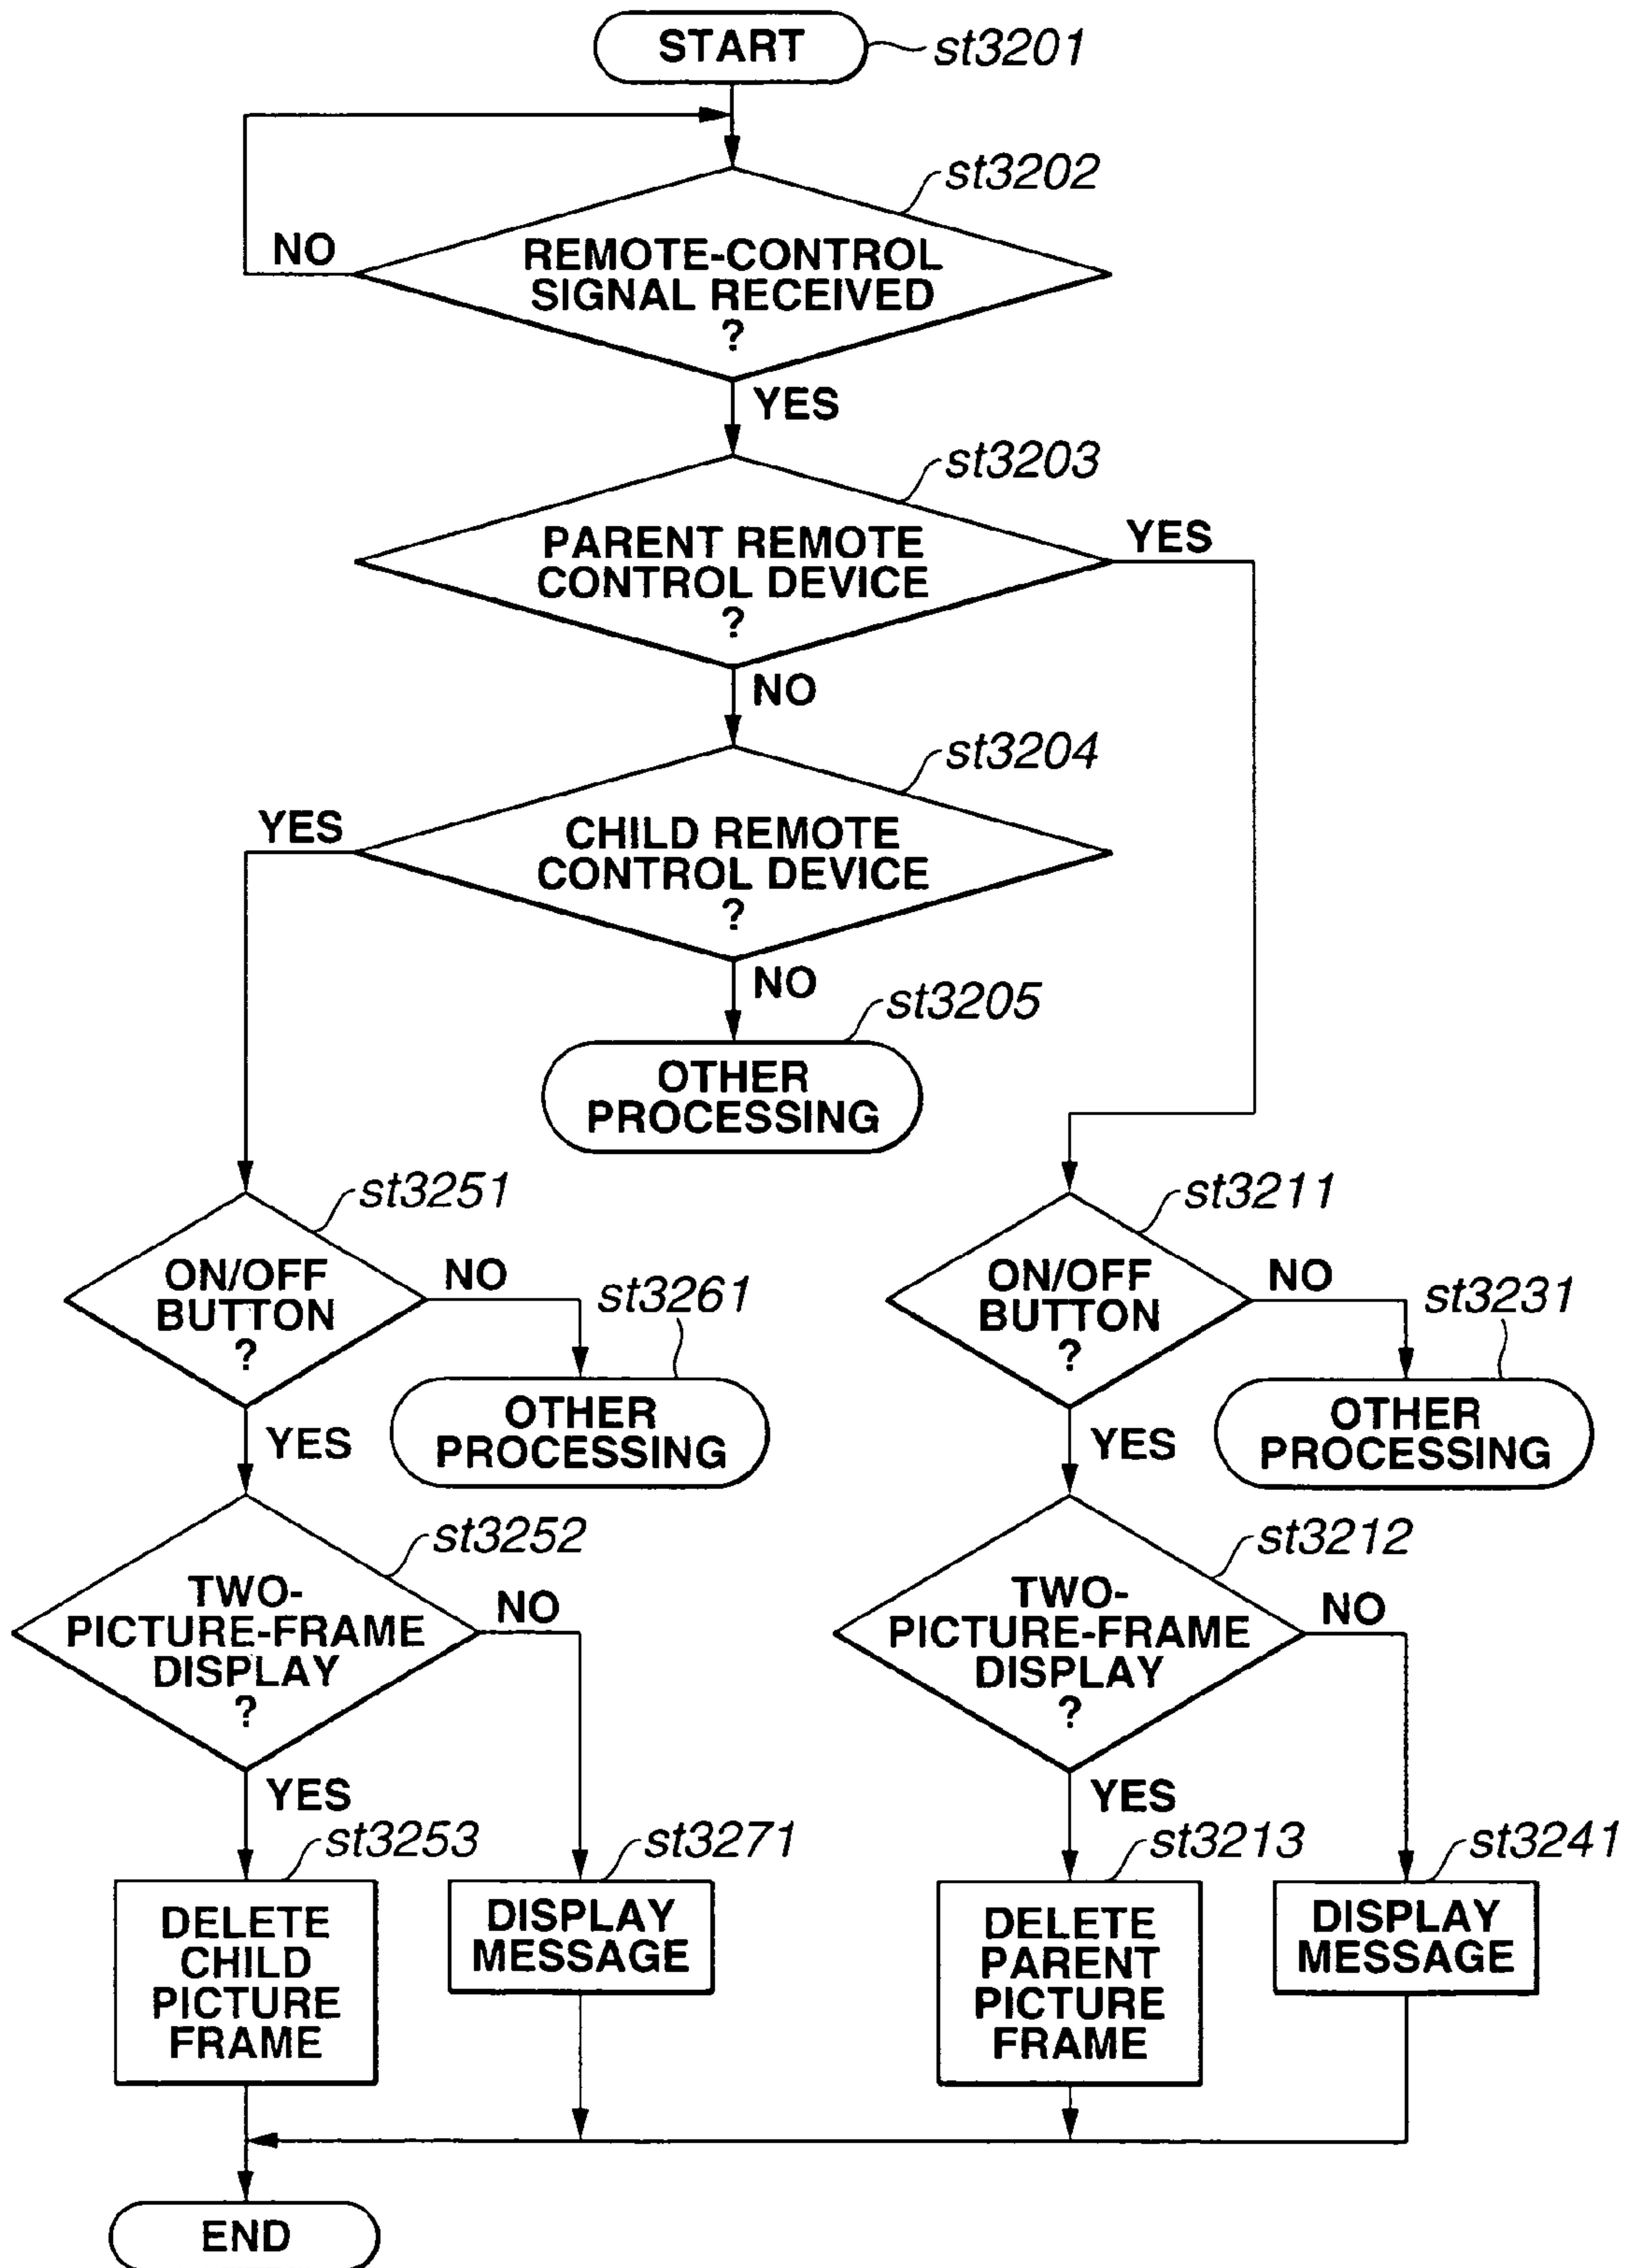 START
st3201
st3202
NO
REMOTE-CONTROL
SIGNAL RECEIVED
?
YES
st3203
YES
PARENT REMOTE
CONTROL DEVICE
?
NO
st3204
YES
CHILD REMOTE
CONTROL DEVICE
?
NO
st3205
OTHER
PROCESSING
st3251
ON/OFF
BUTTON
?
NO
st3261
OTHER
PROCESSING
YES
st3211
ON/OFF
BUTTON
?
NO
st3231
OTHER
PROCESSING
YES
st3252
TWO-
PICTURE-FRAME
DISPLAY
?
NO
YES
st3212
TWO-
PICTURE-FRAME
DISPLAY
?
NO
YES
st3253
DELETE
CHILD
PICTURE
FRAME
st3271
DISPLAY
MESSAGE
st3213
DELETE
PARENT
PICTURE
FRAME
st3241
DISPLAY
MESSAGE
END